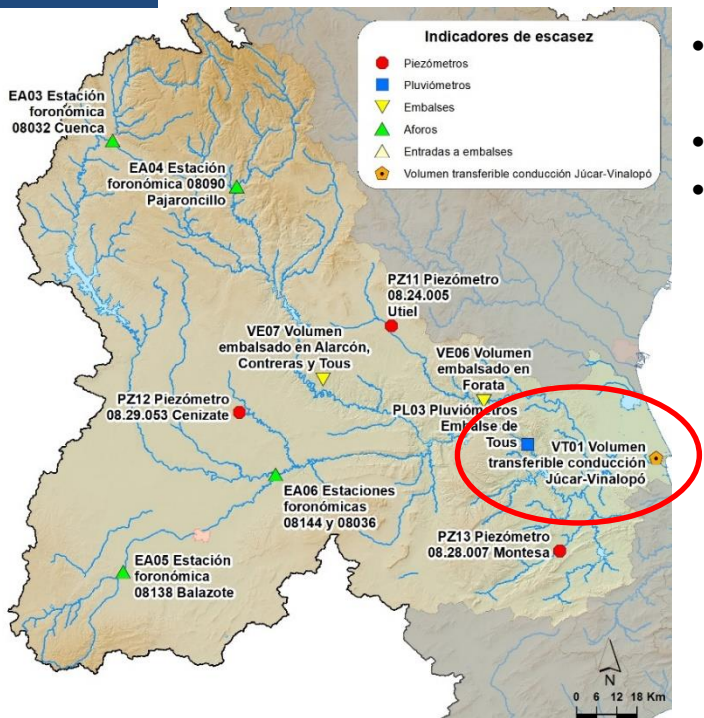 Indicadores de escasez
Piezómetros
Pluviómetros
Embalses
Aforos
Entradas a embalses
Volumen transferible conducción Júcar-Vinalopó
EA03 Estación
foronómica
08032 Cuenca
EA04 Estación
foronómica 08090
Pajaroncillo
PZ11 Piezómetro
08.24.005
Utiel
VE07 Volumen
embalsado en Alarcón,
Contreras y Tous
VE06 Volumen
embalsado en
Forata
PZ12 Piezómetro
08.29.053 Cenizate
PL03 Pluviómetros
Embalse de
Tous
VT01 Volumen
transferible conducción
Júcar-Vinalopó
EA06 Estaciones
foronómicas
08144 y 08036
PZ13 Piezómetro
08.28.007 Montesa
EA05 Estación
foronómica
08138 Balazote
N
0 6 12 18 Km